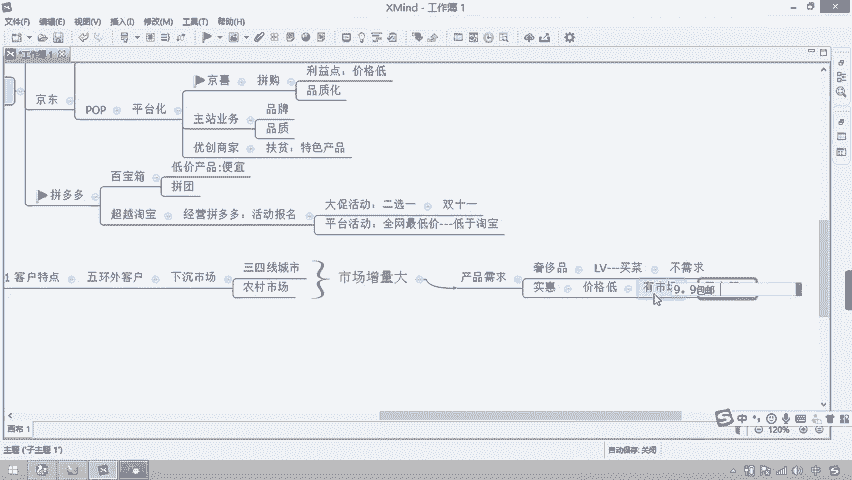 XMind - 工作簿 1
文件(F) 编辑(E) 视图(V) 插入(I) 修改(M) 工具(T) 帮助(H)
*工作簿 1
利益点：价格低
京喜 拼购
品质化
京东
POP 平台化
品牌
主站业务
品质
优创商家 扶贫：特色产品
低价产品:便宜
百宝箱
拼团
拼多多
大促活动：二选一 双十一
超越淘宝 经营拼多多：活动报名
平台活动：全网最低价---低于淘宝
三四线城市
奢侈品 LV---买菜 不需求
1 客户特点 五环外客户 下沉市场
市场增量大
产品需求
农村市场
实惠 价格低 有市场 9.9包邮
画布 1
中
120%
主题 ('子主题 1')
自动保存: 关闭
中